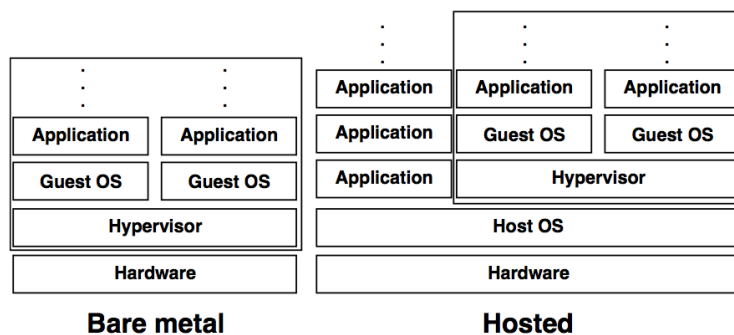 Application Application
Guest OS Guest OS
Hypervisor
Hardware
Bare metal
Application Application Application
Application Guest OS Guest OS
Application Hypervisor
Host OS
Hardware
Hosted